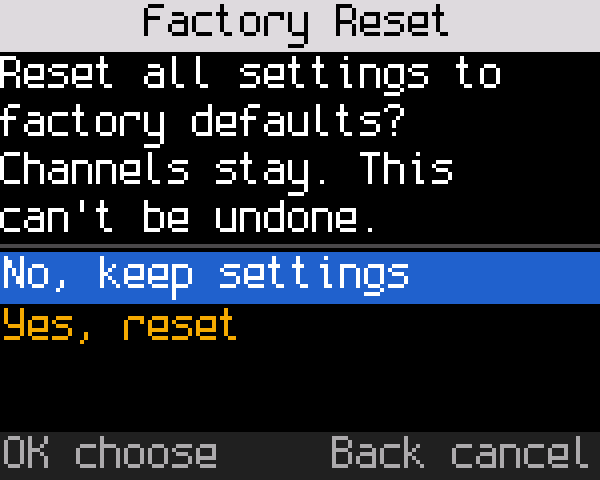 Factory Reset
Reset all settings to
factory defaults?
Channels stay. This
can't be undone.
No, keep settings
Yes, reset
OK choose Back cancel